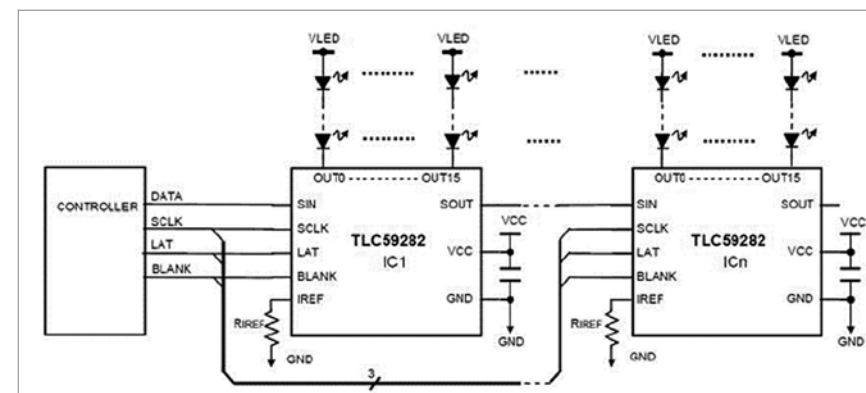 VLED VLED VLED VLED
OUT0 OUT15 OUT0 OUT15
CONTROLLER
DATA
SCLK
LAT
BLANK
SIN
SCLK
LAT
BLANK
IREF
TLC59282
IC1
SOUT
VCC
GND
VCC
GND
RIREF
GND
3
SIN
SCLK
LAT
BLANK
IREF
TLC59282
ICn
SOUT
VCC
GND
VCC
GND
RIREF
GND